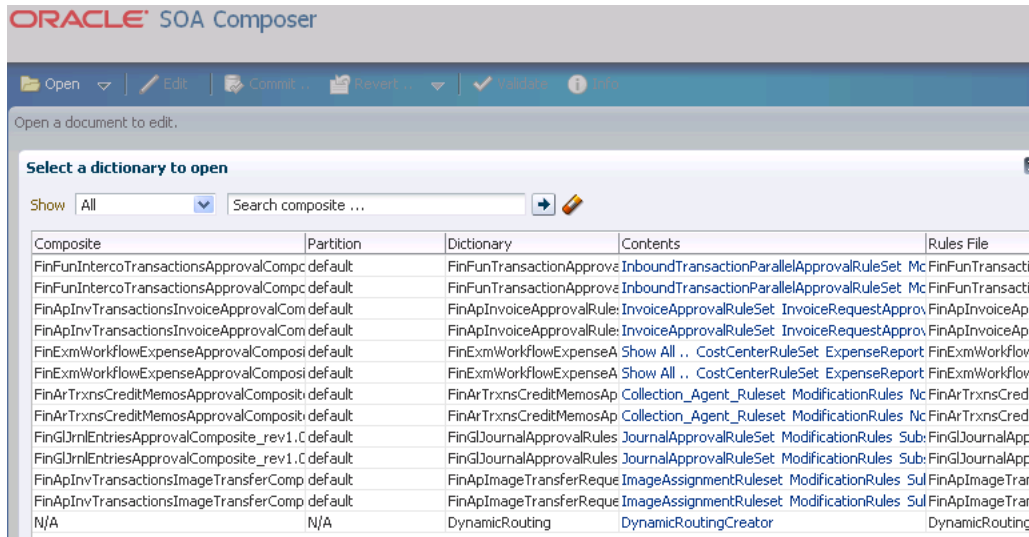 ORACLE SOA Composer
Open Edit Commit .. Revert ... Validate Info
Open a document to edit.
Select a dictionary to open
Show All Search composite ...
Composite Partition Dictionary Contents Rules File
FinFunIntercoTransactionsApprovalCompc default FinFunTransactionApprova InboundTransactionParallelApprovalRuleSet Mc FinFunTransacti
FinFunIntercoTransactionsApprovalCompc default FinFunTransactionApprova InboundTransactionParallelApprovalRuleSet Mc FinFunTransacti
FinApInvTransactionsInvoiceApprovalCom default FinApInvoiceApprovalRule: InvoiceApprovalRuleSet InvoiceRequestApprov FinApInvoiceAp
FinApInvTransactionsInvoiceApprovalCom default FinApInvoiceApprovalRule: InvoiceApprovalRuleSet InvoiceRequestApprov FinApInvoiceAp
FinExmWorkflowExpenseApprovalComposi default FinExmWorkflowExpenseA Show All .. CostCenterRuleSet ExpenseReport FinExmWorkflow
FinExmWorkflowExpenseApprovalComposi default FinExmWorkflowExpenseA Show All .. CostCenterRuleSet ExpenseReport FinExmWorkflow
FinArTrxnsCreditMemosApprovalComposit default FinArTrxnsCreditMemosAp Collection_Agent_Ruleset ModificationRules Nc FinArTrxnsCred
FinArTrxnsCreditMemosApprovalComposit default FinArTrxnsCreditMemosAp Collection_Agent_Ruleset ModificationRules Nc FinArTrxnsCred
FinGlJrnlEntriesApprovalComposite_rev1.0 default FinGlJournalApprovalRules JournalApprovalRuleSet ModificationRules Sub: FinGlJournalApp
FinGlJrnlEntriesApprovalComposite_rev1.0 default FinGlJournalApprovalRules JournalApprovalRuleSet ModificationRules Sub: FinGlJournalApp
FinApInvTransactionsImageTransferComp default FinApImageTransferReque ImageAssignmentRuleset ModificationRules Sul FinApImageTran
FinApInvTransactionsImageTransferComp default FinApImageTransferReque ImageAssignmentRuleset ModificationRules Sul FinApImageTran
N/A N/A DynamicRouting DynamicRoutingCreator DynamicRouting